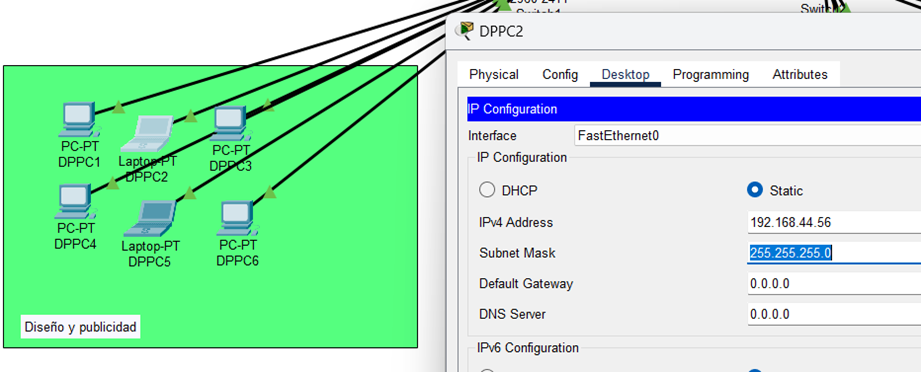 2960-24TT
Switch1
Switch
PC-PT
DPPC1
Laptop-PT
DPPC2
PC-PT
DPPC3
PC-PT
DPPC4
Laptop-PT
DPPC5
PC-PT
DPPC6
Diseño y publicidad
DPPC2
Physical Config Desktop Programming Attributes
IP Configuration
Interface FastEthernet0
IP Configuration
DHCP Static
IPv4 Address 192.168.44.56
Subnet Mask 255.255.255.0
Default Gateway 0.0.0.0
DNS Server 0.0.0.0
IPv6 Configuration